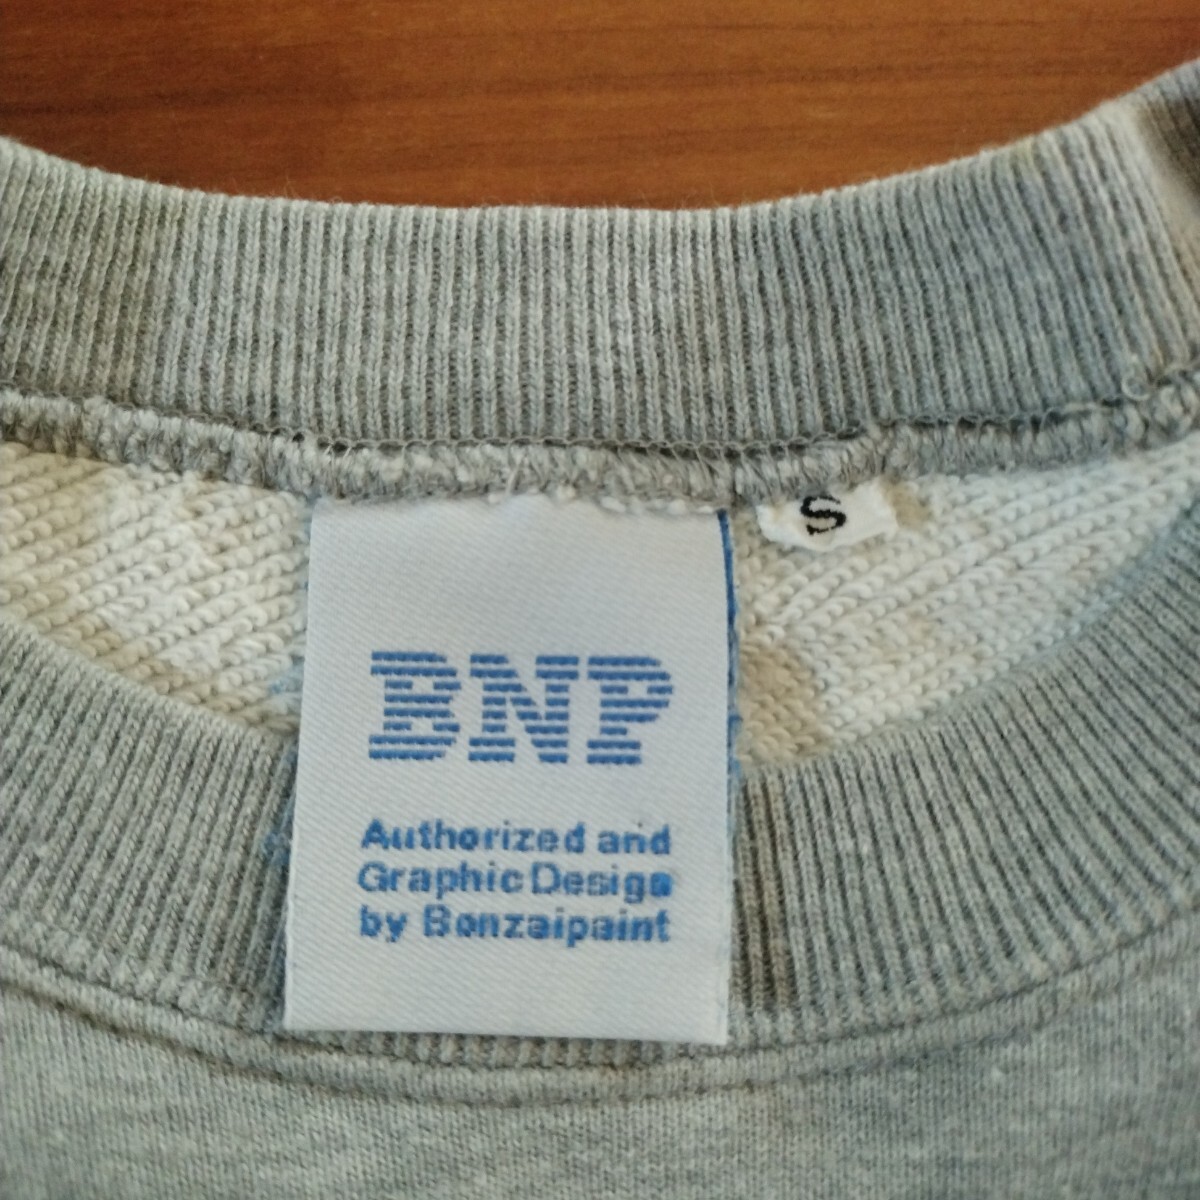 S
BNP
Authorized and
Graphic Design
by Bonzaipaint